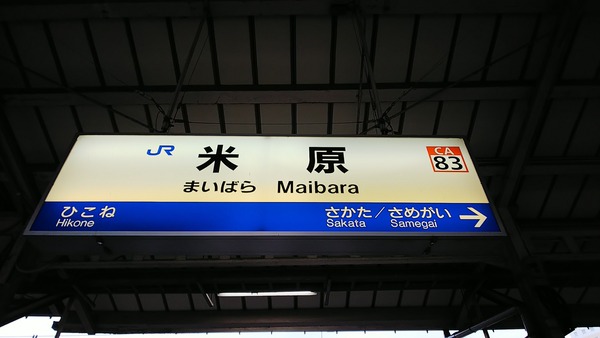 JR 米原 CA 83
まいばら Maibara
ひこね さかた／さめがい →
Hikone Sakata Samegai